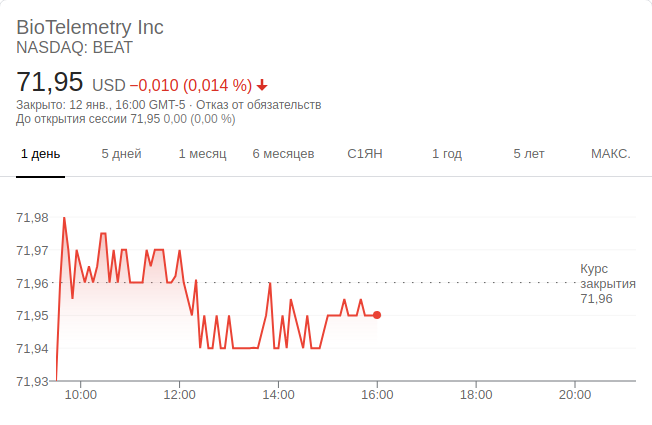 BioTelemetry Inc
NASDAQ: BEAT
71,95 USD −0,010 (0,014 %)
Закрыто: 12 янв., 16:00 GMT-5 · Отказ от обязательств
До открытия сессии 71,95 0,00 (0,00 %)
1 день 5 дней 1 месяц 6 месяцев С1ЯН 1 год 5 лет МАКС.
71,98
71,97
71,96
71,95
71,94
71,93
Курс
закрытия
71,96
10:00 12:00 14:00 16:00 18:00 20:00